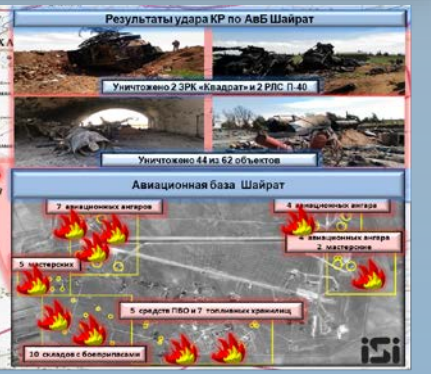 Результаты удара КР по АвБ Шайрат
Уничтожено 2 ЗРК «Квадрат» и 2 РЛС П-40
Уничтожено 44 из 62 объектов
Авиационная база Шайрат
7 авиационных ангаров
4 авиационных ангара
4 авиационных ангара
2 мастерские
5 мастерских
5 средств ПВО и 7 топливных хранилищ
10 складов с боеприпасами
iSi